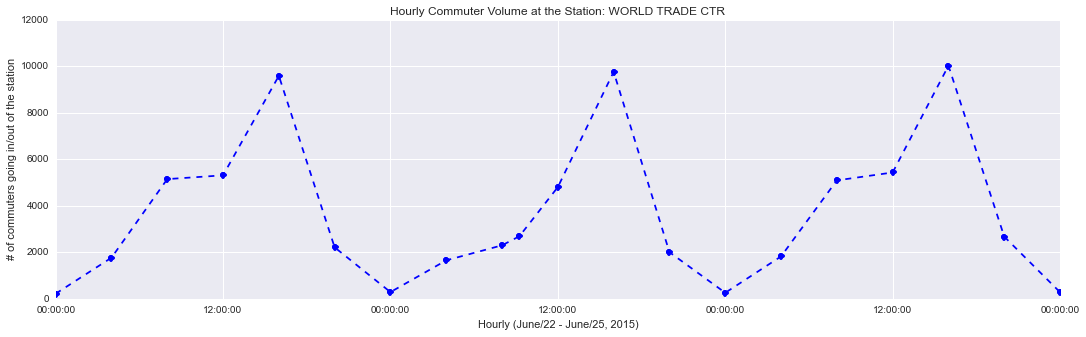 Hourly Commuter Volume at the Station: WORLD TRADE CTR
12000
10000
8000
6000
4000
2000
0
# of commuters going in/out of the station
00:00:00 12:00:00 00:00:00 12:00:00 00:00:00 12:00:00 00:00:00
Hourly (June/22 - June/25, 2015)